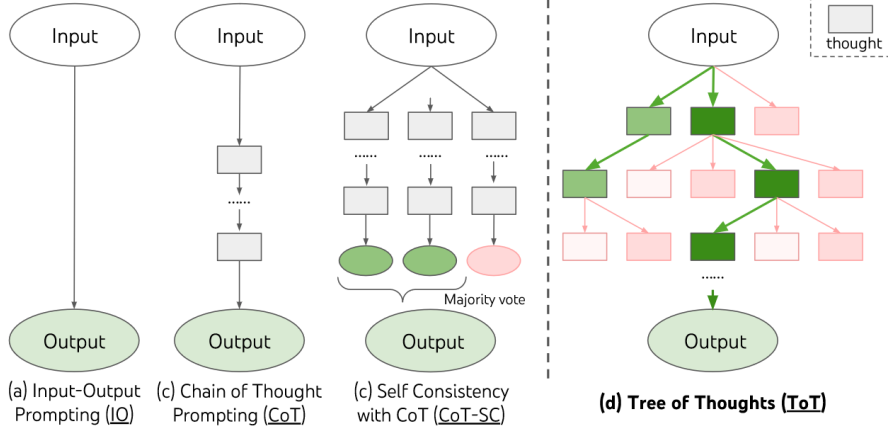 Input
Input
Input
Input
thought
......
......
......
......
......
Majority vote
Output
Output
Output
Output
(a) Input-Output
Prompting (IO)
(c) Chain of Thought
Prompting (CoT)
(c) Self Consistency
with CoT (CoT-SC)
(d) Tree of Thoughts (ToT)